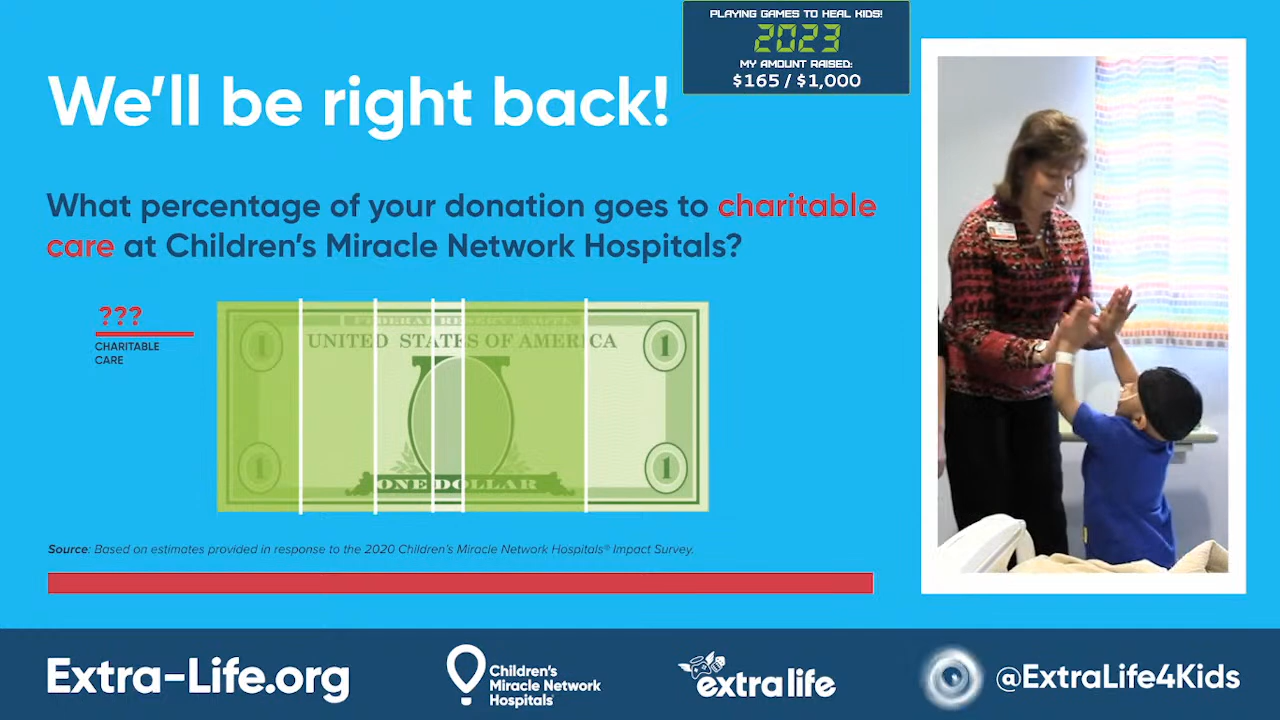 PLAYING GAMES TO HEAL KIDS!
2023
MY AMOUNT RAISED:
$165 / $1,000
We'll be right back!
What percentage of your donation goes to charitable
care at Children's Miracle Network Hospitals?
???
CHARITABLE
CARE
FEDERAL RESERVE NOTE
UNITED STATES OF AMERICA
1
1
1
1
ONE DOLLAR
Source: Based on estimates provided in response to the 2020 Children's Miracle Network Hospitals® Impact Survey.
Extra-Life.org
Children's
Miracle Network
Hospitals
extra life
@ExtraLife4Kids